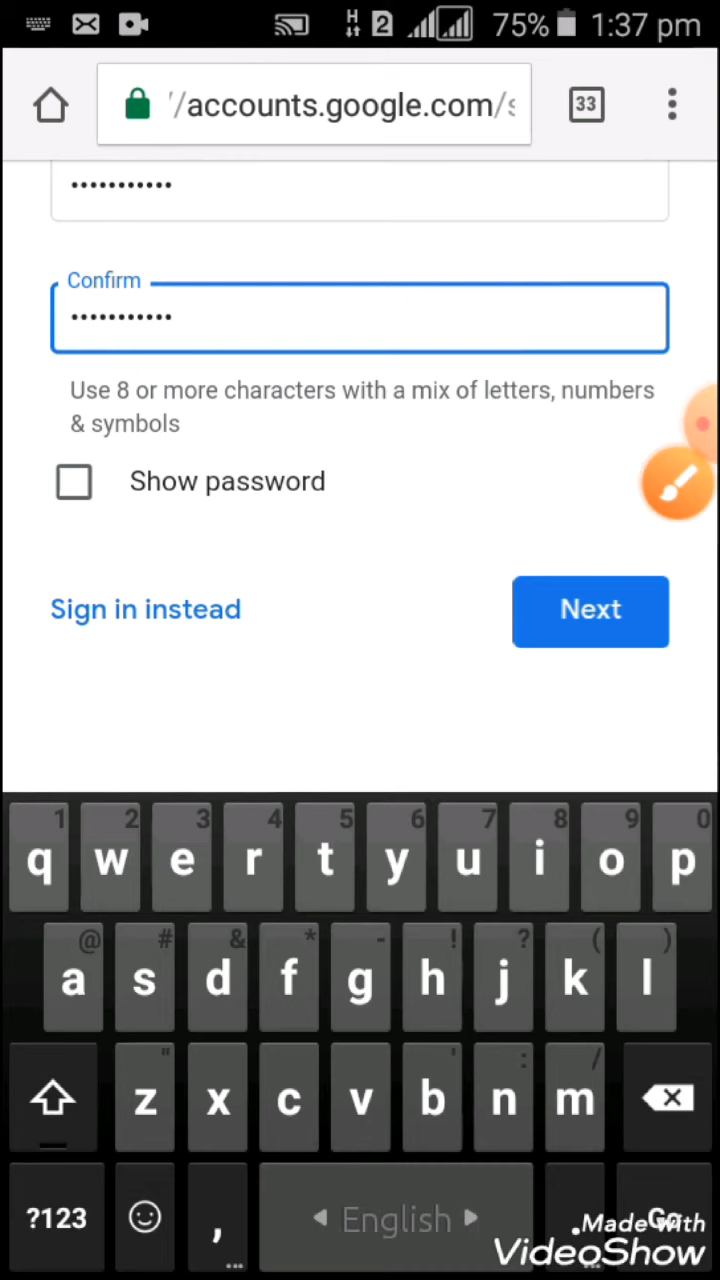 H 2 75% 1:37 pm
//accounts.google.com/s
33
•••••••••••
Confirm
•••••••••••
Use 8 or more characters with a mix of letters, numbers
& symbols
Show password
Sign in instead
Next
1 2 3 4 5 6 7 8 9 0
q w e r t y u i o p
@ # & * - ! ? ( )
a s d f g h j k l
" ' : /
z x c v b n m
?123 , English Go
Made with
VideoShow